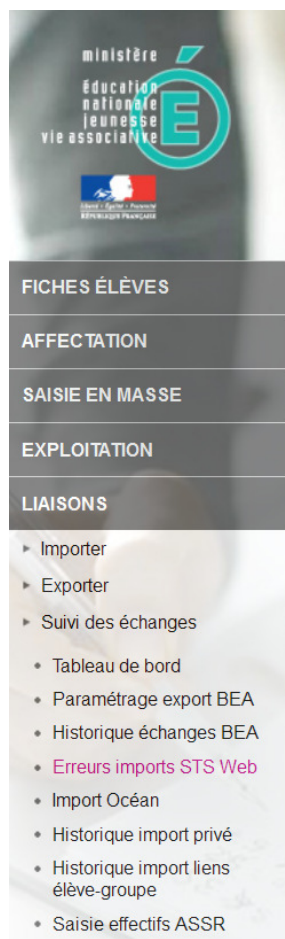 ministère
éducation
nationale
jeunesse
vie associative
Liberté • Égalité • Fraternité
RÉPUBLIQUE FRANÇAISE
FICHES ÉLÈVES
AFFECTATION
SAISIE EN MASSE
EXPLOITATION
LIAISONS
Importer
Exporter
Suivi des échanges
Tableau de bord
Paramétrage export BEA
Historique échanges BEA
Erreurs imports STS Web
Import Océan
Historique import privé
Historique import liens
élève-groupe
Saisie effectifs ASSR